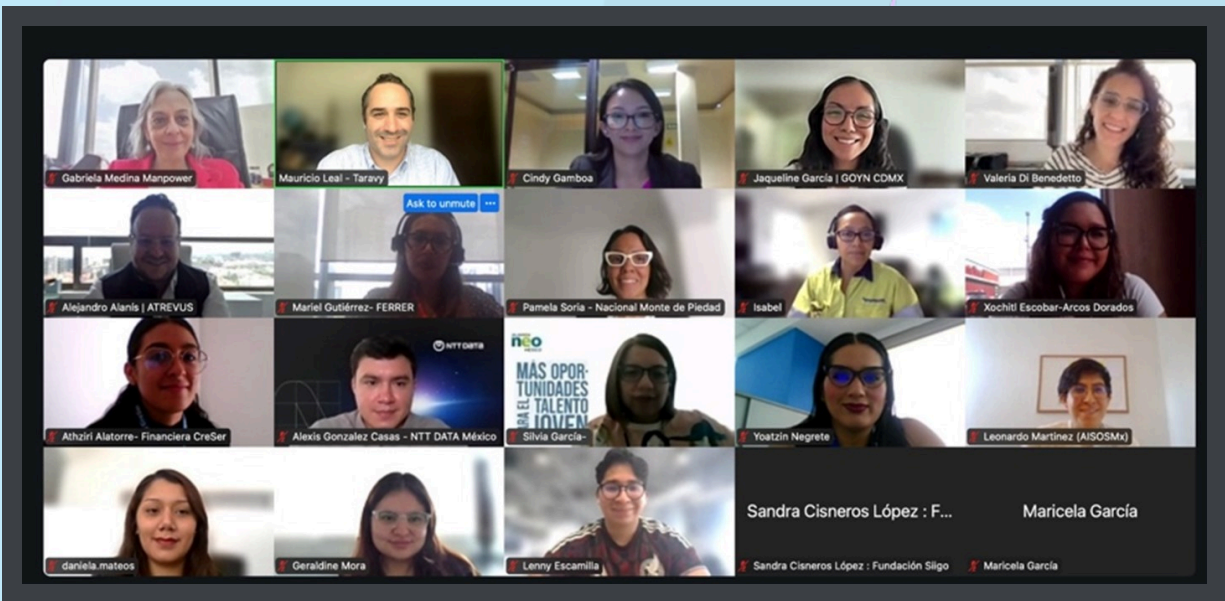 Gabriela Medina Manpower
Mauricio Leal - Taravy
Cindy Gamboa
Jaqueline García | GOYN CDMX
Valeria Di Benedetto
Ask to unmute
Alejandro Alanís | ATREVUS
Mariel Gutiérrez- FERRER
Pamela Soria - Nacional Monte de Piedad
Isabel
Xochitl Escobar-Arcos Dorados
NTT DATA
neo
MÉXICO
MÁS OPOR-
TUNIDADES
RA EL
TALENTO
JOVEN
Athziri Alatorre- Financiera CreSer
Alexis Gonzalez Casas - NTT DATA México
Silvia García-
Yoatzin Negrete
Leonardo Martinez (AISOSMx)
Sandra Cisneros López : F...
Maricela García
daniela.mateos
Geraldine Mora
Lenny Escamilla
Sandra Cisneros López : Fundación Siigo
Maricela García